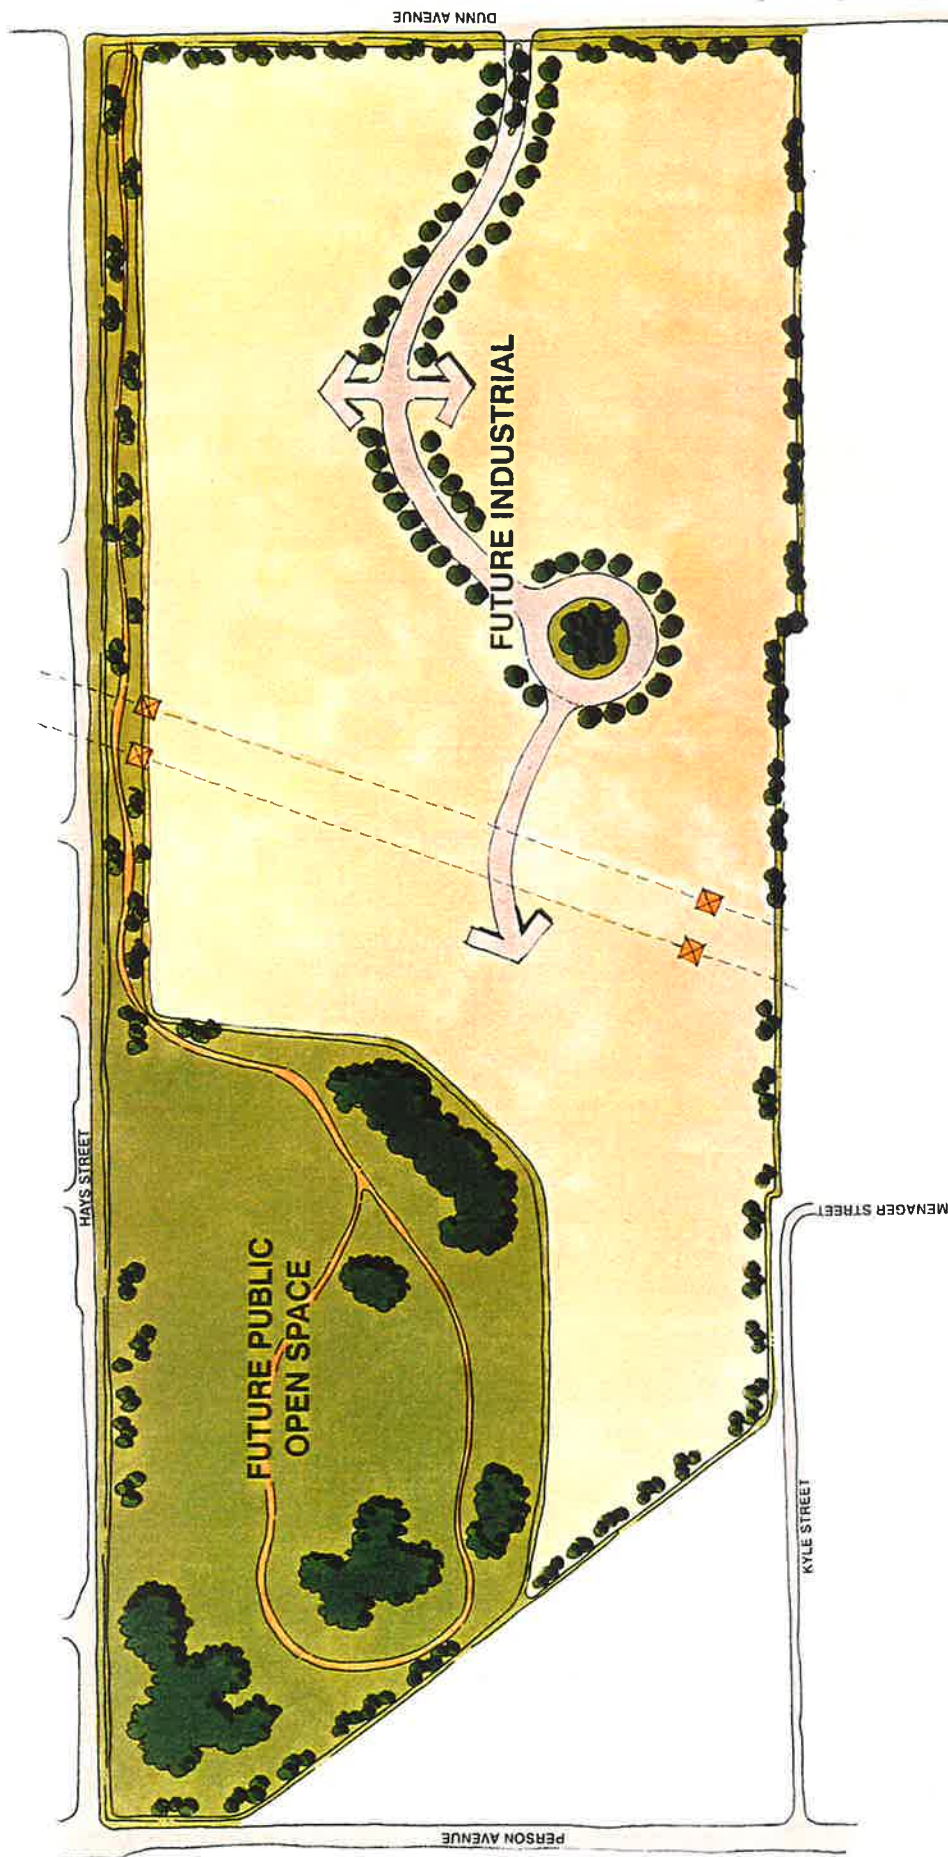 DUNN AVENUE
HAYS STREET
FUTURE INDUSTRIAL
FUTURE PUBLIC
OPEN SPACE
MENAGER STREET
KYLE STREET
PERSON AVENUE